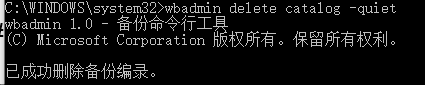 C:\WINDOWS\system32>wbadmin delete catalog -quiet
wbadmin 1.0 - 备份命令行工具
(C) Microsoft Corporation 版权所有。保留所有权利。
已成功删除备份编录。